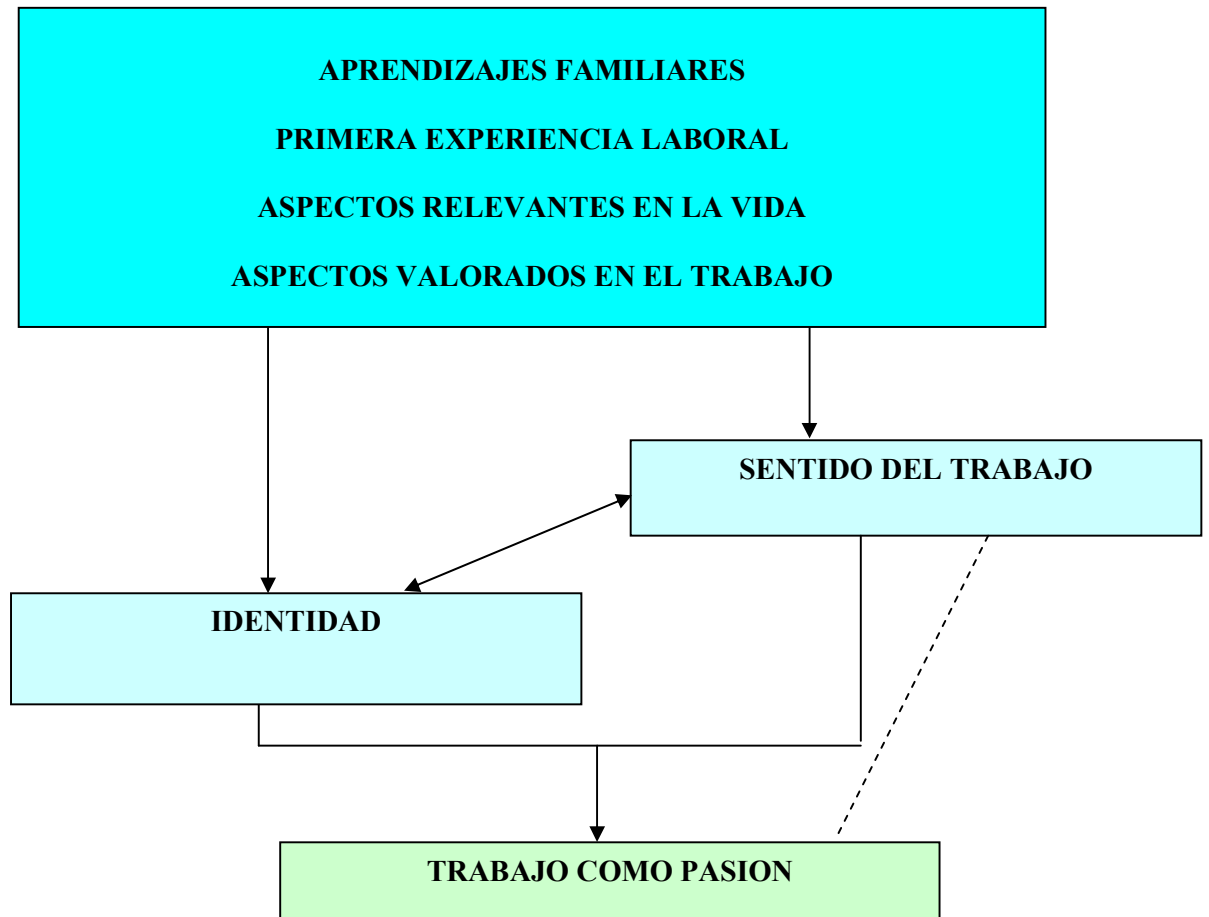 APRENDIZAJES FAMILIARES
PRIMERA EXPERIENCIA LABORAL
ASPECTOS RELEVANTES EN LA VIDA
ASPECTOS VALORADOS EN EL TRABAJO
SENTIDO DEL TRABAJO
IDENTIDAD
TRABAJO COMO PASION